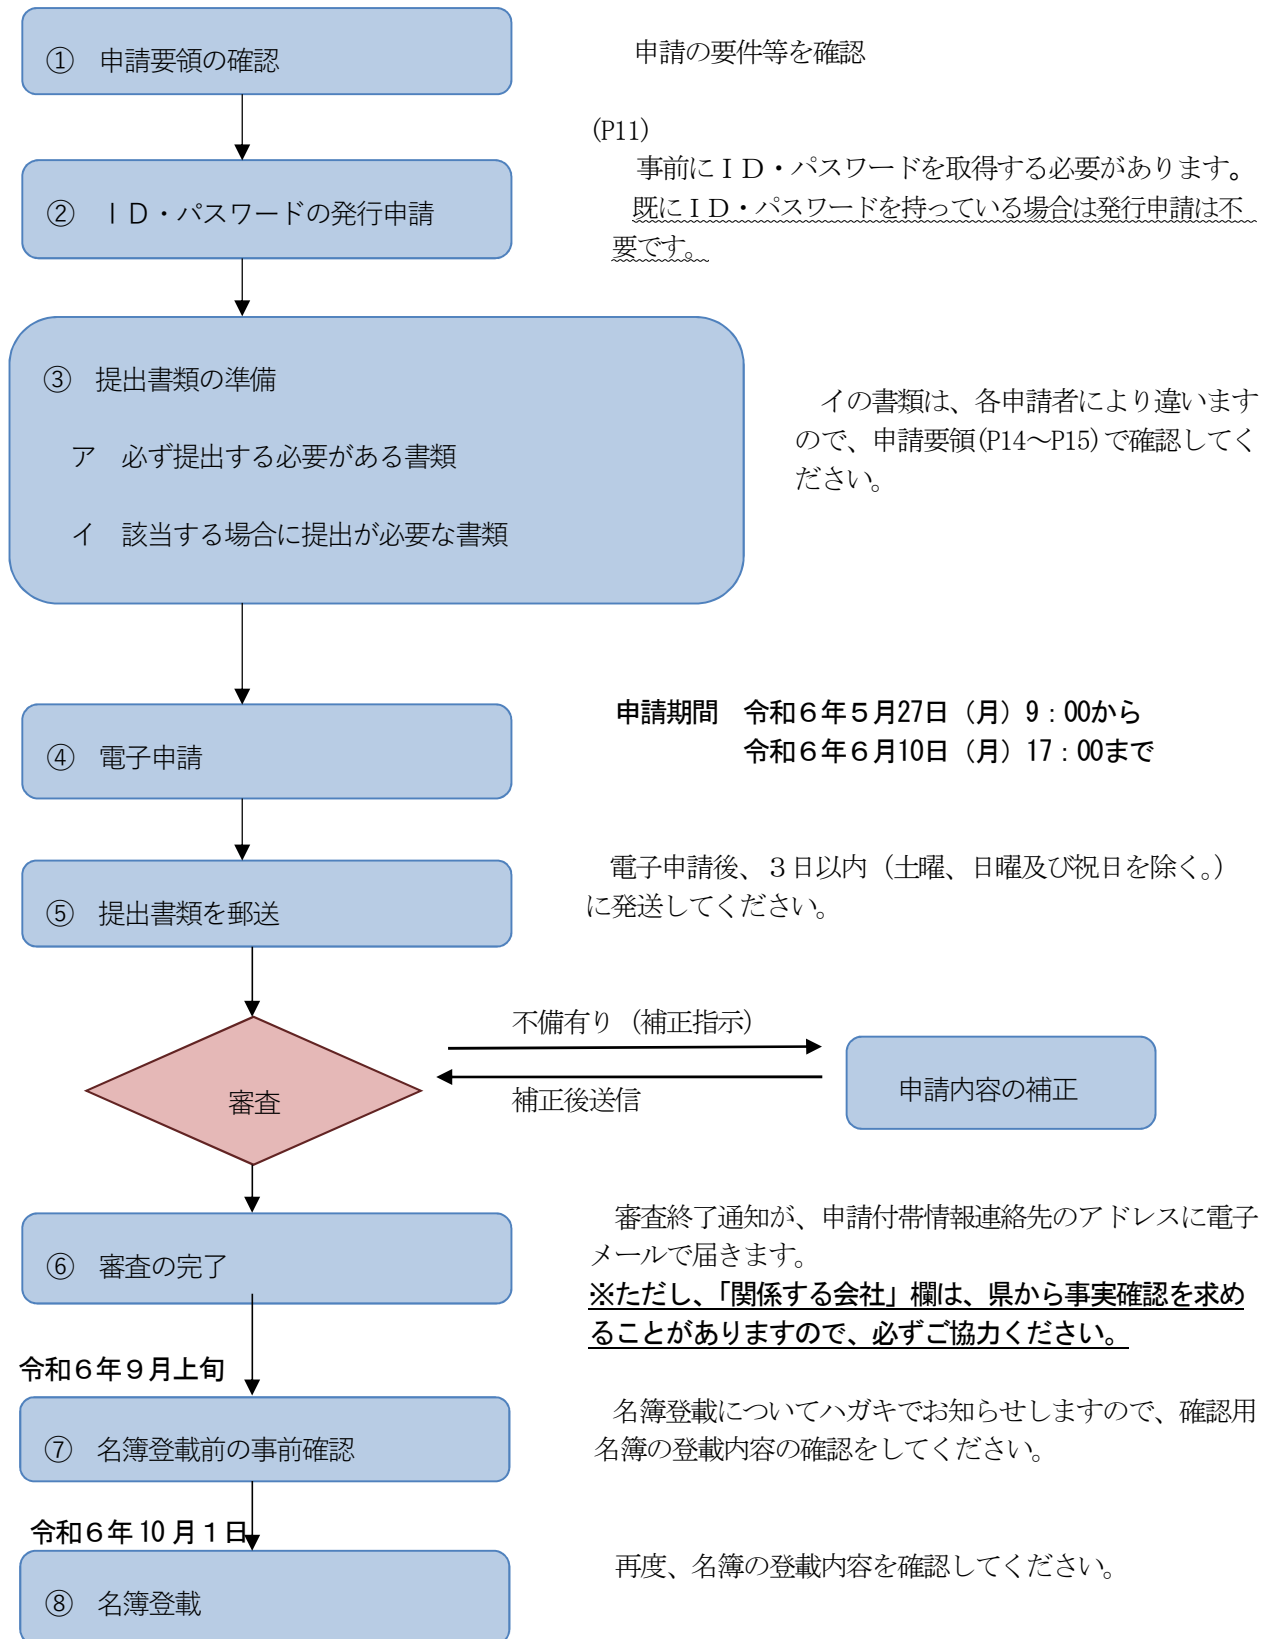 ① 申請要領の確認
申請の要件等を確認
(P11)
事前にＩＤ・パスワードを取得する必要があります。
② ＩＤ・パスワードの発行申請
既にＩＤ・パスワードを持っている場合は発行申請は不
要です。
③ 提出書類の準備
ア 必ず提出する必要がある書類
イ 該当する場合に提出が必要な書類
イの書類は、各申請者により違います
ので、申請要領(P14～P15)で確認してく
ださい。
④ 電子申請
申請期間 令和６年５月27日（月）9：00から
令和６年６月10日（月）17：00まで
⑤ 提出書類を郵送
電子申請後、３日以内（土曜、日曜及び祝日を除く。）
に発送してください。
審査
不備有り（補正指示）
補正後送信
申請内容の補正
⑥ 審査の完了
審査終了通知が、申請付帯情報連絡先のアドレスに電子
メールで届きます。
※ただし、「関係する会社」欄は、県から事実確認を求め
ることがありますので、必ずご協力ください。
令和６年９月上旬
⑦ 名簿登載前の事前確認
名簿登載についてハガキでお知らせしますので、確認用
名簿の登載内容の確認をしてください。
令和６年10月１日
⑧ 名簿登載
再度、名簿の登載内容を確認してください。